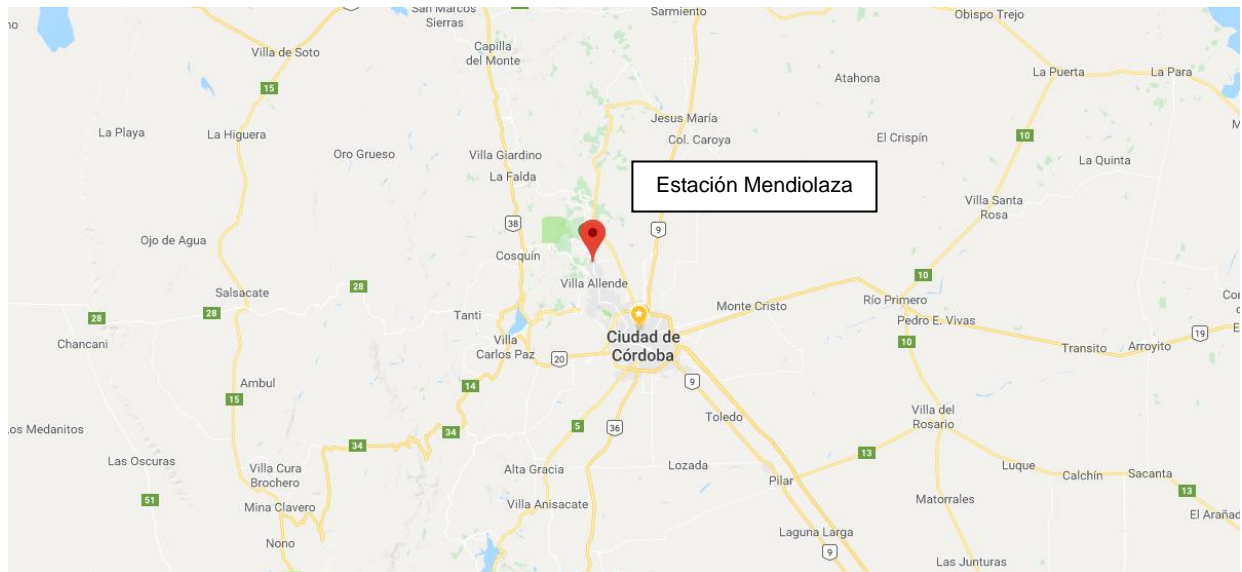 San Marcos
Sierras
Sarmiento
Obispo Trejo
Villa de Soto
Capilla
del Monte
La Puerta
La Para
Atahona
15
La Playa
La Higuera
Jesus María
Col. Caroya
El Crispín
10
Oro Grueso
Villa Giardino
La Quinta
La Falda
Estación Mendiolaza
Villa Santa
Rosa
38
9
Ojo de Agua
Cosquín
10
Villa Allende
28
Salsacate
Río Primero
Monte Cristo
28
28
Tanti
Pedro E. Vivas
Chancani
Villa
Carlos Paz
Ciudad de
Córdoba
10
19
Transito
Arroyito
20
Ambul
14
9
15
Toledo
Villa del
Rosario
5
36
34
34
13
Las Oscuras
Villa Cura
Brochero
Alta Gracia
Lozada
Luque
Calchín
Sacanta
Pilar
51
Mina Clavero
Villa Anisacate
Matorrales
13
Nono
Laguna Larga
9
Las Junturas